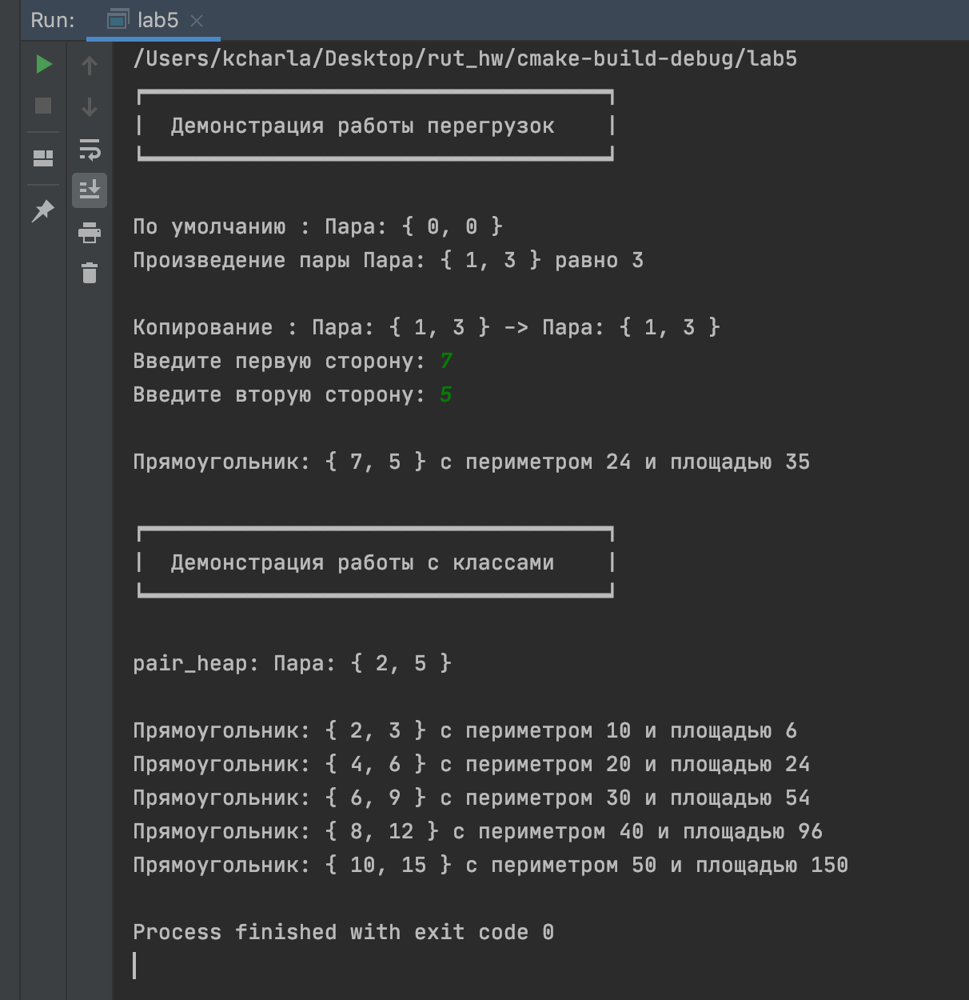 Run: lab5
/Users/kcharla/Desktop/rut_hw/cmake-build-debug/lab5
Демонстрация работы перегрузок
По умолчанию : Пара: { 0, 0 }
Произведение пары Пара: { 1, 3 } равно 3
Копирование : Пара: { 1, 3 } -> Пара: { 1, 3 }
Введите первую сторону: 7
Введите вторую сторону: 5
Прямоугольник: { 7, 5 } с периметром 24 и площадью 35
Демонстрация работы с классами
pair_heap: Пара: { 2, 5 }
Прямоугольник: { 2, 3 } с периметром 10 и площадью 6
Прямоугольник: { 4, 6 } с периметром 20 и площадью 24
Прямоугольник: { 6, 9 } с периметром 30 и площадью 54
Прямоугольник: { 8, 12 } с периметром 40 и площадью 96
Прямоугольник: { 10, 15 } с периметром 50 и площадью 150
Process finished with exit code 0